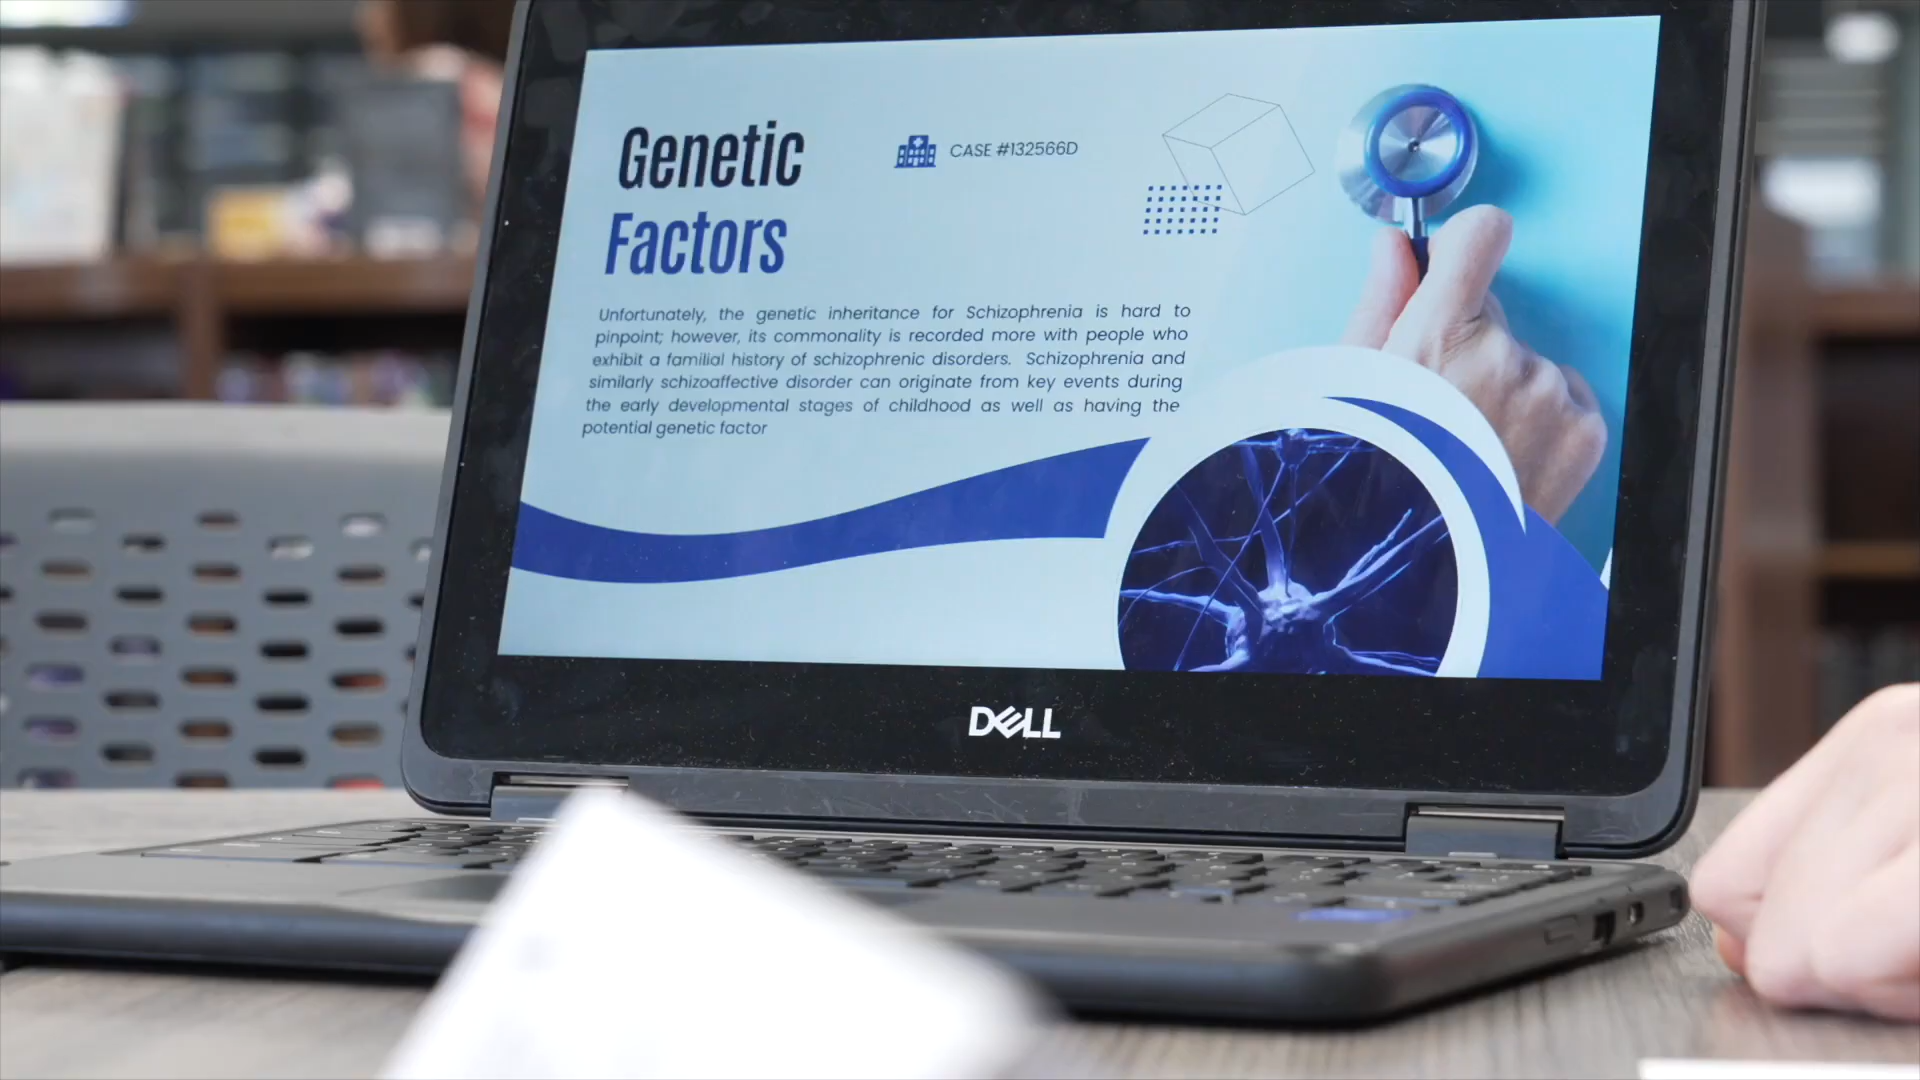 Genetic
Factors
CASE #132566D
Unfortunately, the genetic inheritance for Schizophrenia is hard to
pinpoint; however, its commonality is recorded more with people who
exhibit a familial history of schizophrenic disorders. Schizophrenia and
similarly schizoaffective disorder can originate from key events during
the early developmental stages of childhood as well as having the
potential genetic factor
DELL